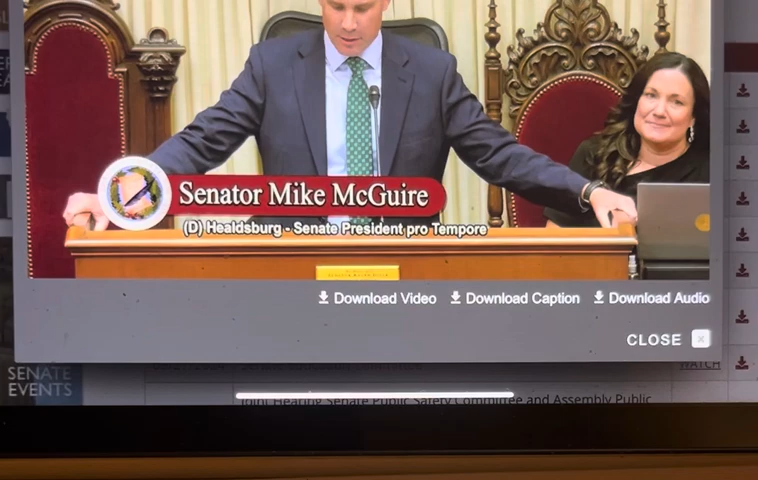 Senator Mike McGuire
(D) Healdsburg - Senate President pro Tempore
Download Video Download Caption Download Audio
CLOSE x
SENATE
EVENTS
WATCH
Joint Hearing Senate Public Safety Committee and Assembly Public